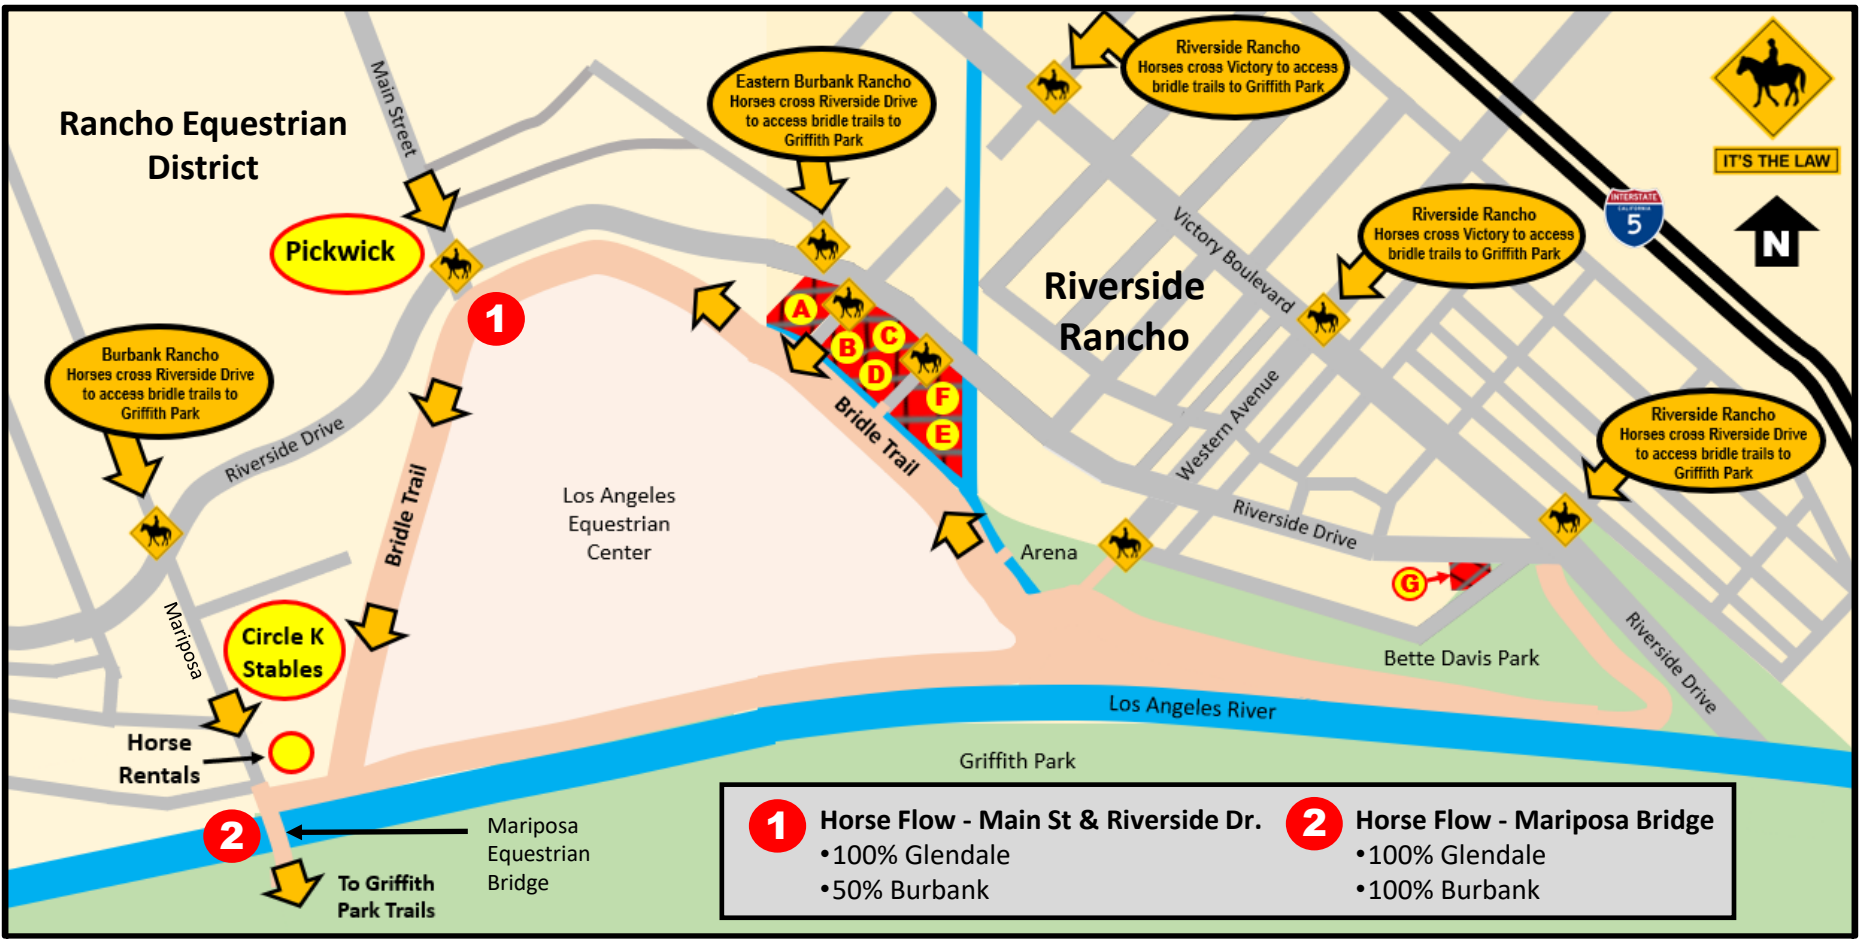 Rancho Equestrian
District
Main Street
Eastern Burbank Rancho
Horses cross Riverside Drive
to access bridle trails to
Griffith Park
Riverside Rancho
Horses cross Victory to access
bridle trails to Griffith Park
IT'S THE LAW
INTERSTATE
CALIFORNIA
5
N
Riverside Rancho
Horses cross Victory to access
bridle trails to Griffith Park
Victory Boulevard
Riverside
Rancho
Pickwick
1
A
B
C
D
F
E
Burbank Rancho
Horses cross Riverside Drive
to access bridle trails to
Griffith Park
Riverside Drive
Bridle Trail
Bridle Trail
Western Avenue
Riverside Rancho
Horses cross Riverside Drive
to access bridle trails to
Griffith Park
Los Angeles
Equestrian
Center
Arena
Riverside Drive
G
Mariposa
Circle K
Stables
Bette Davis Park
Riverside Drive
Los Angeles River
Horse
Rentals
Griffith Park
2
Mariposa
Equestrian
Bridge
To Griffith
Park Trails
1 Horse Flow - Main St & Riverside Dr.
•100% Glendale
•50% Burbank
2 Horse Flow - Mariposa Bridge
•100% Glendale
•100% Burbank